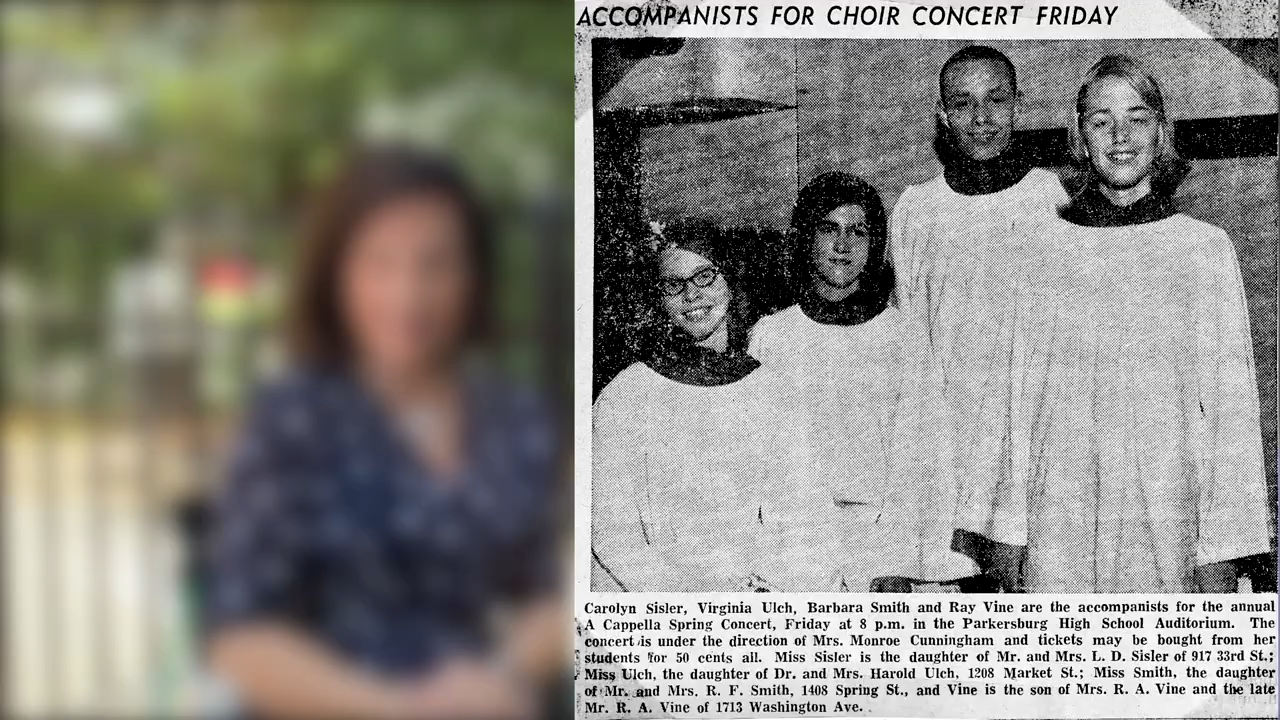 ACCOMPANISTS FOR CHOIR CONCERT FRIDAY
Carolyn Sisler, Virginia Ulch, Barbara Smith and Ray Vine are the accompanists for the annual
A Cappella Spring Concert, Friday at 8 p.m. in the Parkersburg High School Auditorium. The
concert is under the direction of Mrs. Monroe Cunningham and tickets may be bought from her
students for 50 cents all. Miss Sisler is the daughter of Mr. and Mrs. L. D. Sisler of 917 33rd St.;
Miss Ulch, the daughter of Dr. and Mrs. Harold Ulch, 1208 Market St.; Miss Smith, the daughter
of Mr. and Mrs. R. F. Smith, 1408 Spring St., and Vine is the son of Mrs. R. A. Vine and the late
Mr. R. A. Vine of 1713 Washington Ave.